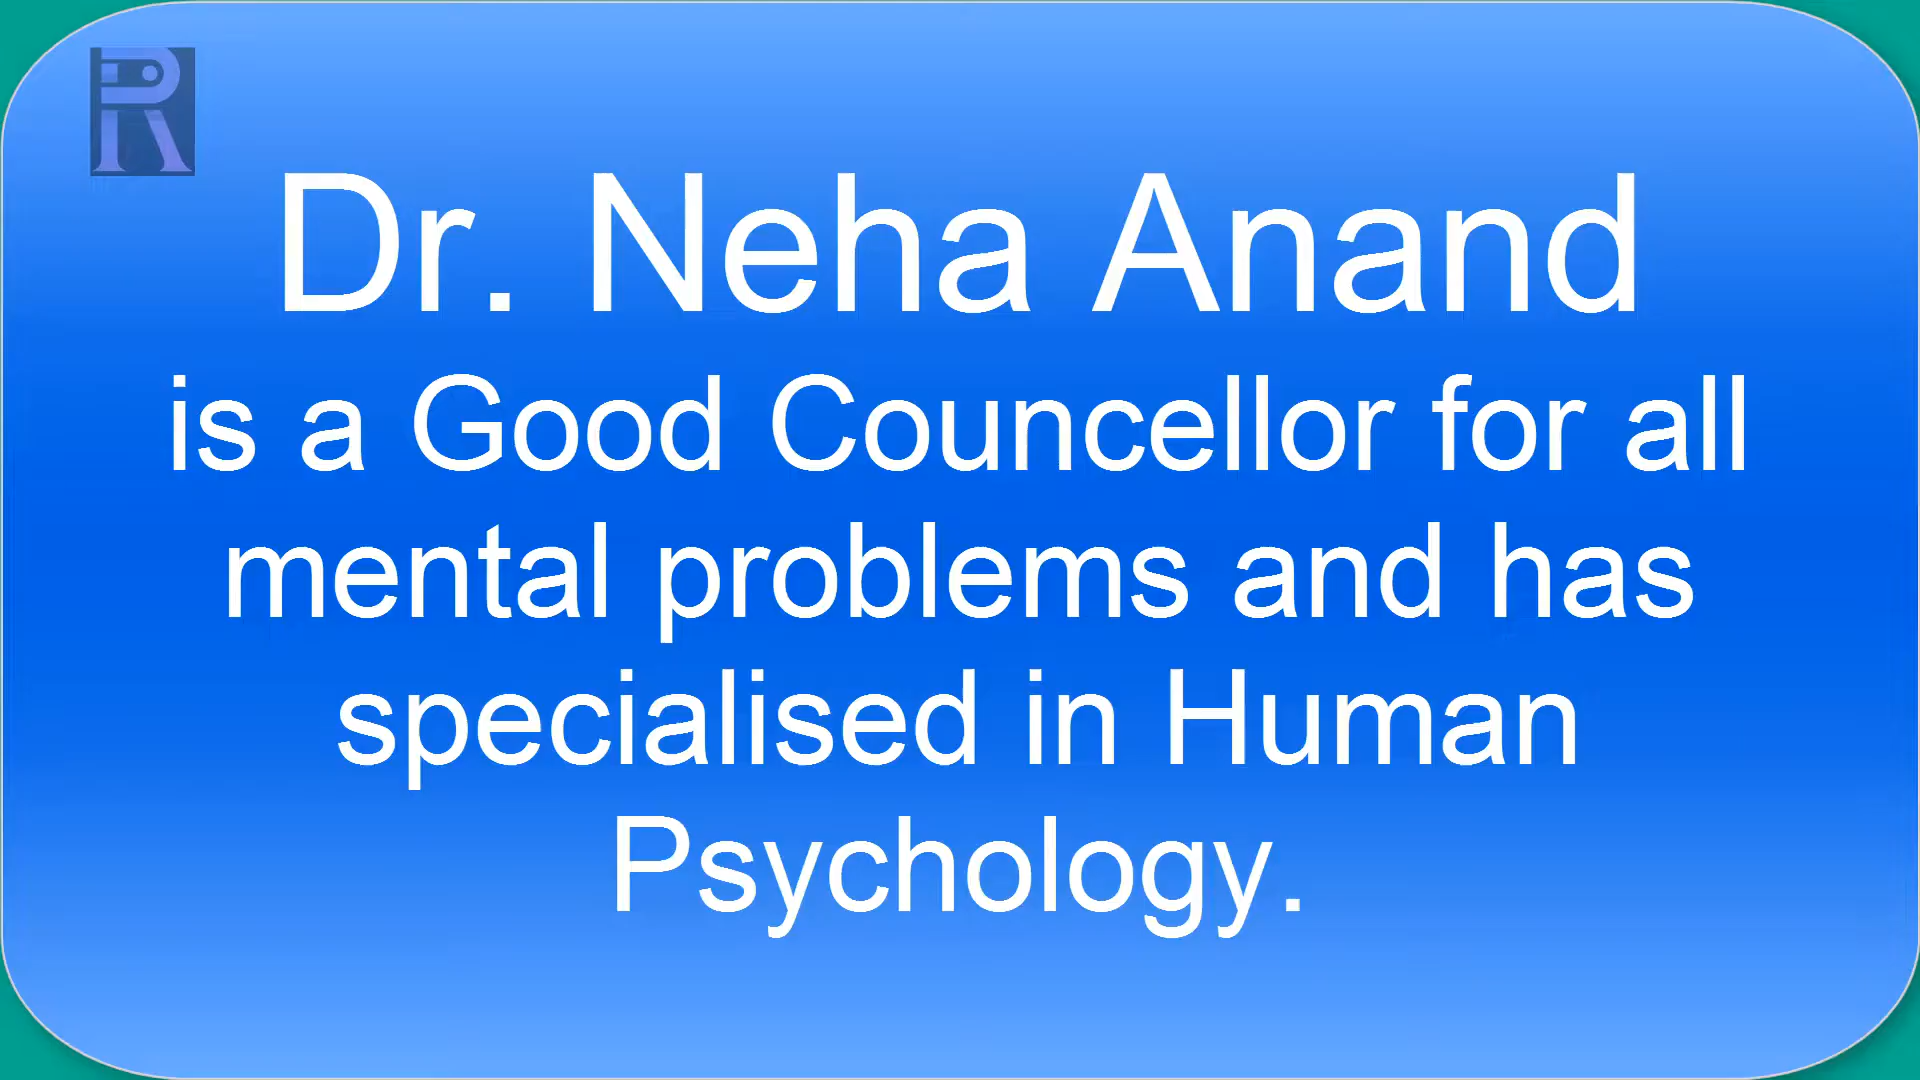 Dr. Neha Anand
is a Good Councellor for all
mental problems and has
specialised in Human
Psychology.